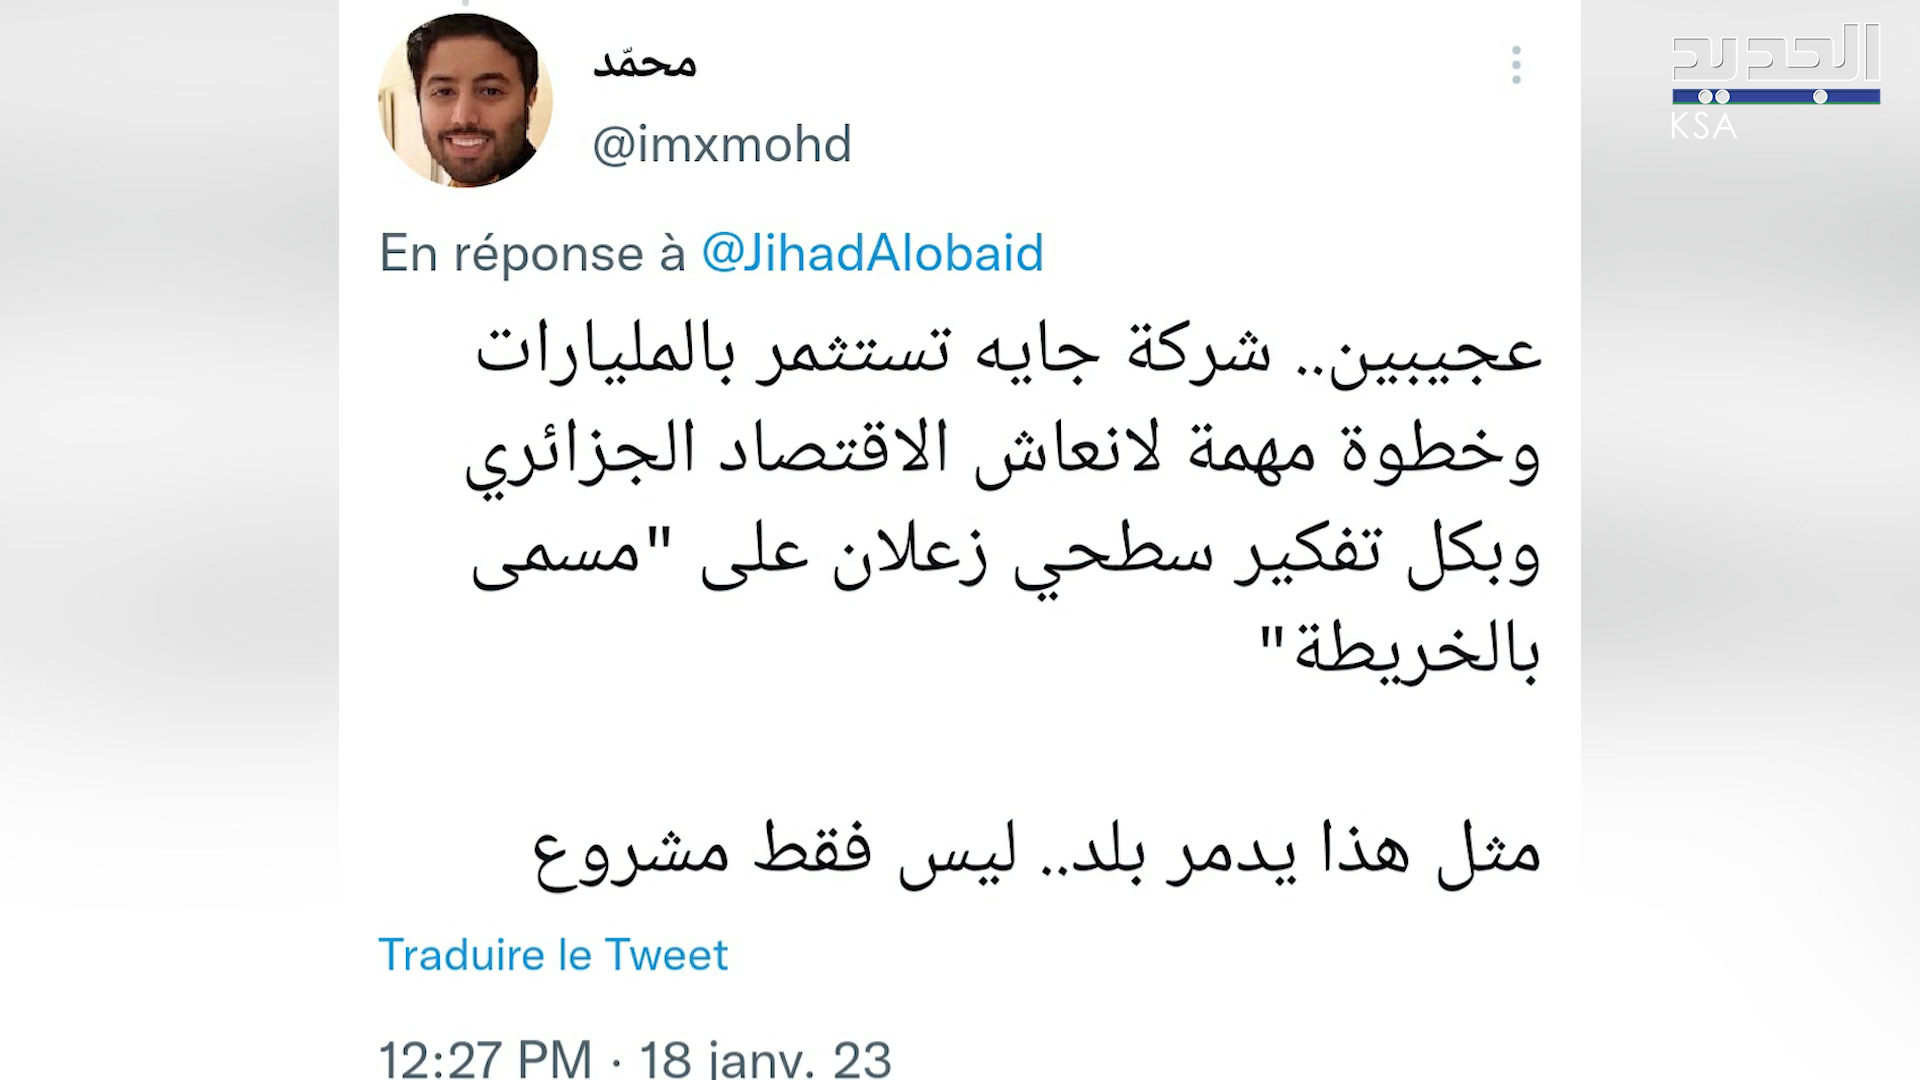 محمّد
@imxmohd
الجديد
KSA
En réponse à @JihadAlobaid
عجيبين.. شركة جايه تستثمر بالمليارات
وخطوة مهمة لانعاش الاقتصاد الجزائري
وبكل تفكير سطحي زعلان على "مسمى
بالخريطة"
مثل هذا يدمر بلد.. ليس فقط مشروع
Traduire le Tweet
12:27 PM · 18 janv. 23